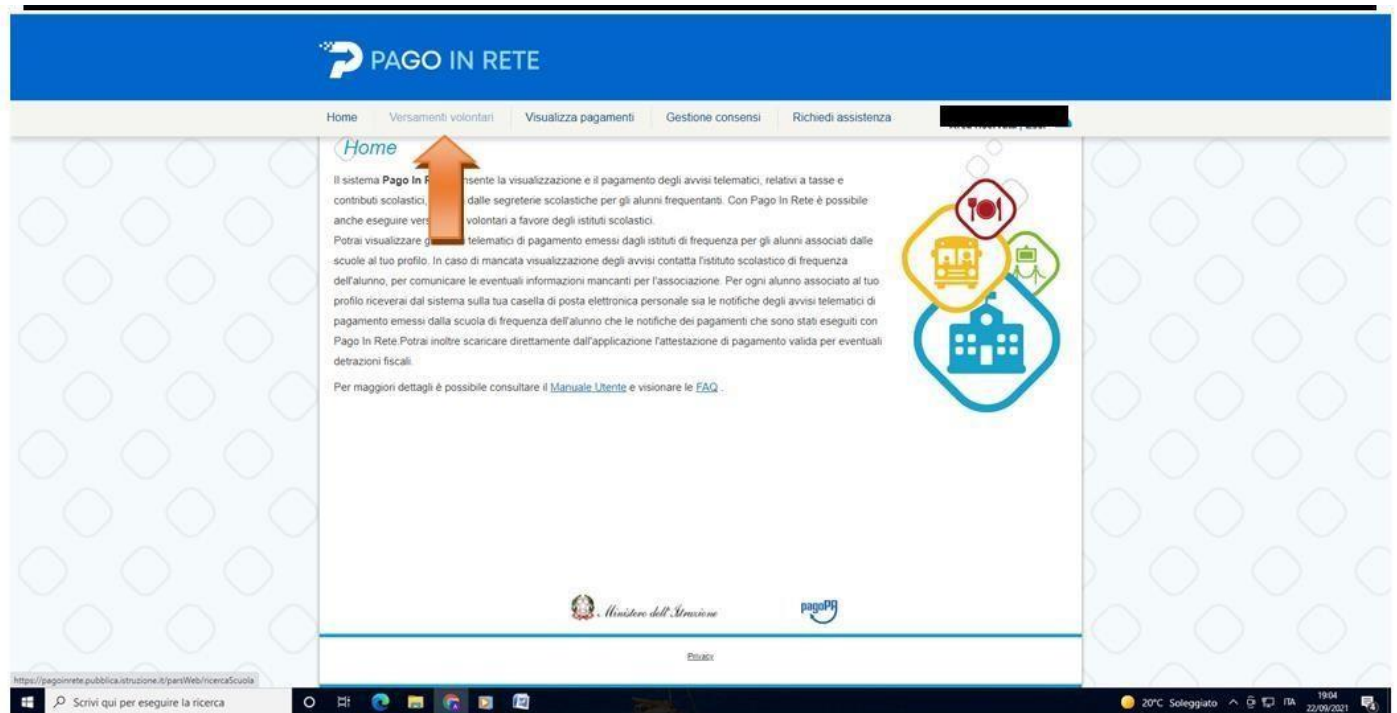 PAGO IN RETE
Home Versamenti volontari Visualizza pagamenti Gestione consensi Richiedi assistenza
Home
Il sistema Pago In R nsente la visualizzazione e il pagamento degli avvisi telematici, relativi a tasse e
contributi scolastici, dalle segreterie scolastiche per gli alunni frequentanti. Con Pago In Rete è possibile
anche eseguire vers volontari a favore degli istituti scolastici.
Potrai visualizzare g telematici di pagamento emessi dagli istituti di frequenza per gli alunni associati dalle
scuole al tuo profilo. In caso di mancata visualizzazione degli avvisi contatta l'istituto scolastico di frequenza
dell'alunno, per comunicare le eventuali informazioni mancanti per l'associazione. Per ogni alunno associato al tuo
profilo riceverai dal sistema sulla tua casella di posta elettronica personale sia le notifiche degli avvisi telematici di
pagamento emessi dalla scuola di frequenza dell'alunno che le notifiche dei pagamenti che sono stati eseguiti con
Pago In Rete.Potrai inoltre scaricare direttamente dall'applicazione l'attestazione di pagamento valida per eventuali
detrazioni fiscali.
Per maggiori dettagli è possibile consultare il Manuale Utente e visionare le FAQ .
Ministero dell'Istruzione
pagoPA
Privacy
https://pagoinrete.pubblica.istruzione.it/parsWeb/ricercaScuola
Scrivi qui per eseguire la ricerca
20°C Soleggiato
ITA
19:04
22/09/2021